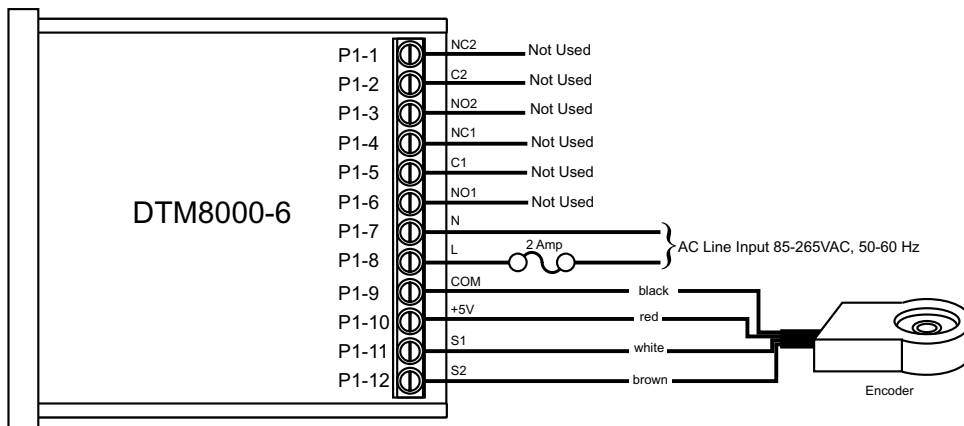 DTM8000-6
P1-1 NC2 Not Used
P1-2 C2 Not Used
P1-3 NO2 Not Used
P1-4 NC1 Not Used
P1-5 C1 Not Used
P1-6 NO1 Not Used
P1-7 N
P1-8 L 2 Amp
AC Line Input 85-265VAC, 50-60 Hz
P1-9 COM black
P1-10 +5V red
P1-11 S1 white
P1-12 S2 brown
Encoder